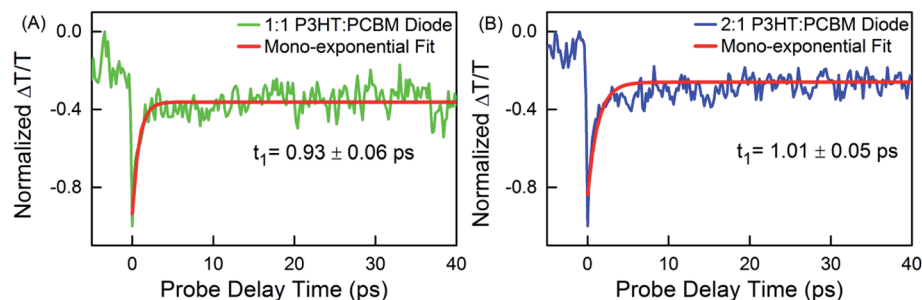 (A)
1:1 P3HT:PCBM Diode
Mono-exponential Fit
t1= 0.93 ± 0.06 ps
Normalized ΔT/T
0.0
-0.4
-0.8
0 10 20 30 40
Probe Delay Time (ps)
(B)
2:1 P3HT:PCBM Diode
Mono-exponential Fit
t1= 1.01 ± 0.05 ps
Normalized ΔT/T
0.0
-0.4
-0.8
0 10 20 30 40
Probe Delay Time (ps)